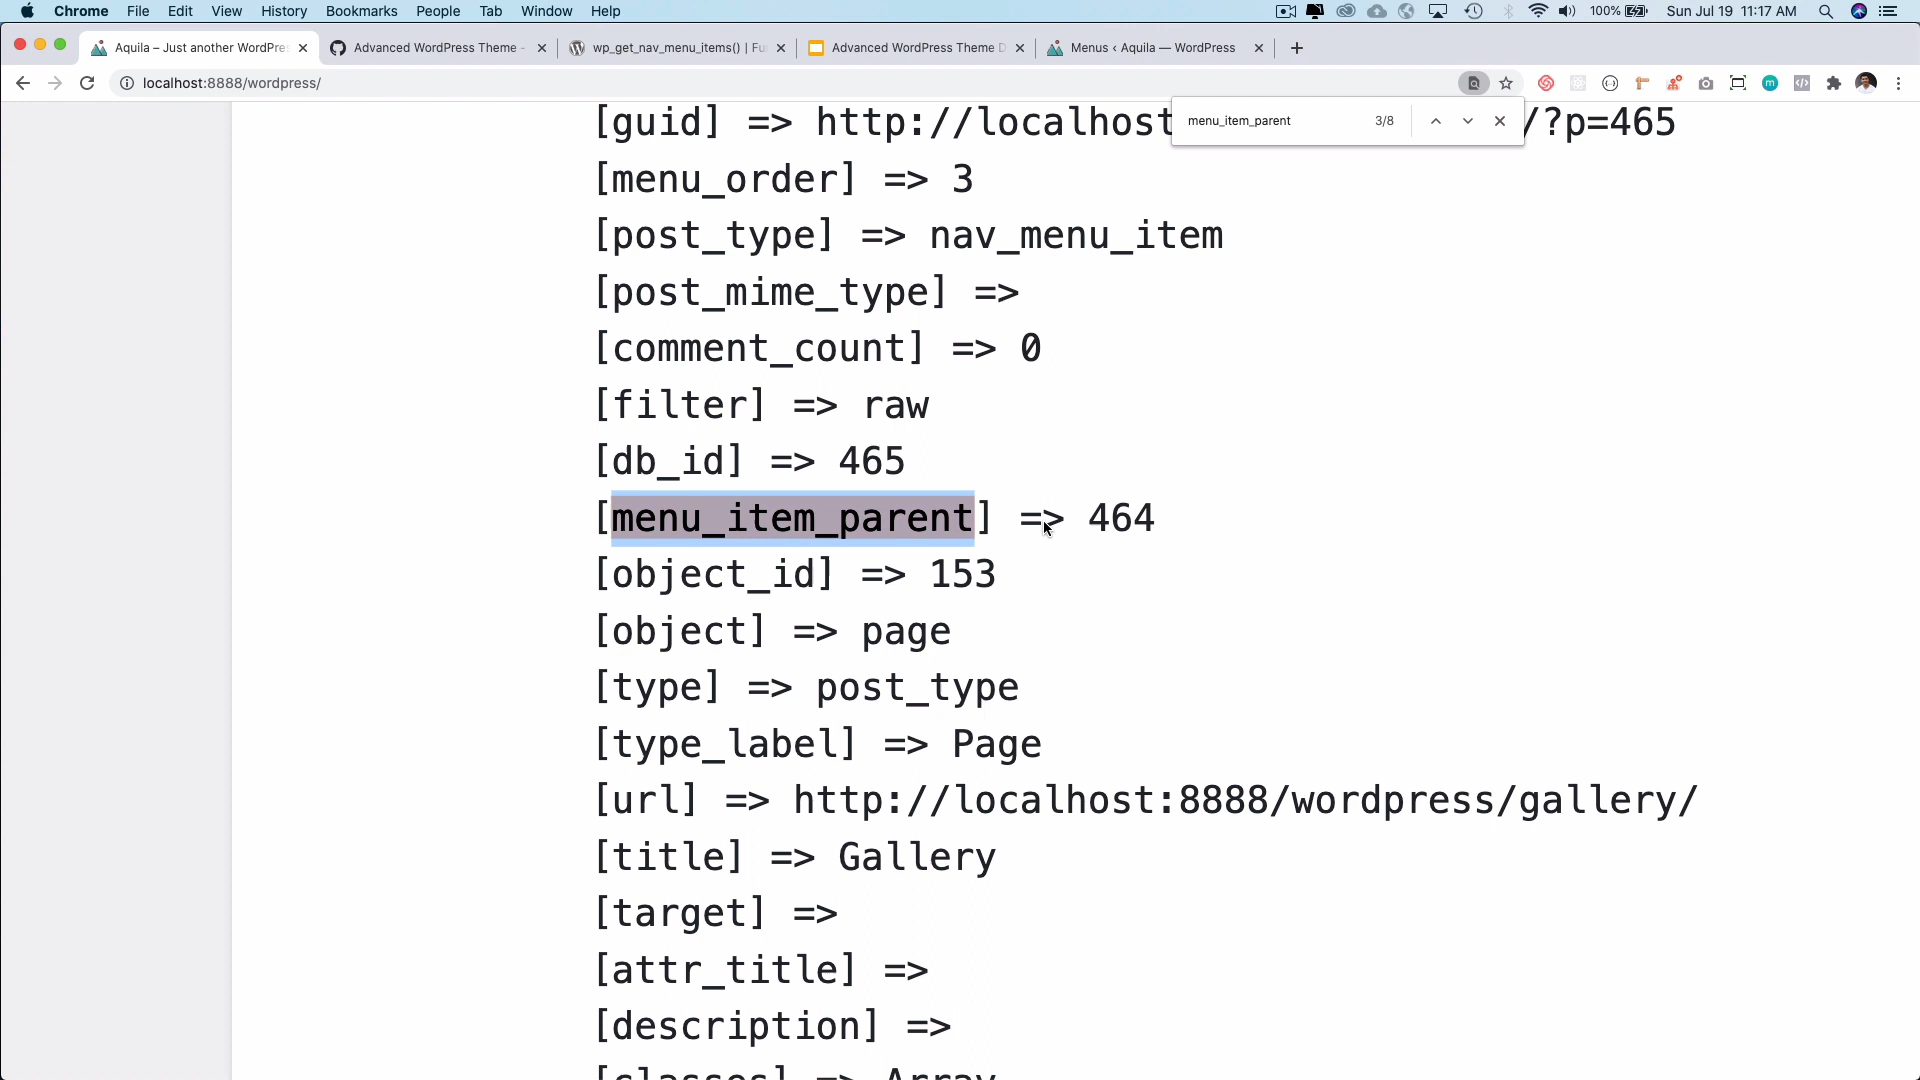 Chrome File Edit View History Bookmarks People Tab Window Help 100% Sun Jul 19 11:17 AM
Aquila – Just another WordPres Advanced WordPress Theme - wp_get_nav_menu_items() | Fu Advanced WordPress Theme D Menus ‹ Aquila — WordPress
localhost:8888/wordpress/
menu_item_parent 3/8
[guid] => http://localhost /?p=465
[menu_order] => 3
[post_type] => nav_menu_item
[post_mime_type] =>
[comment_count] => 0
[filter] => raw
[db_id] => 465
[menu_item_parent] => 464
[object_id] => 153
[object] => page
[type] => post_type
[type_label] => Page
[url] => http://localhost:8888/wordpress/gallery/
[title] => Gallery
[target] =>
[attr_title] =>
[description] =>
[classes] => Array